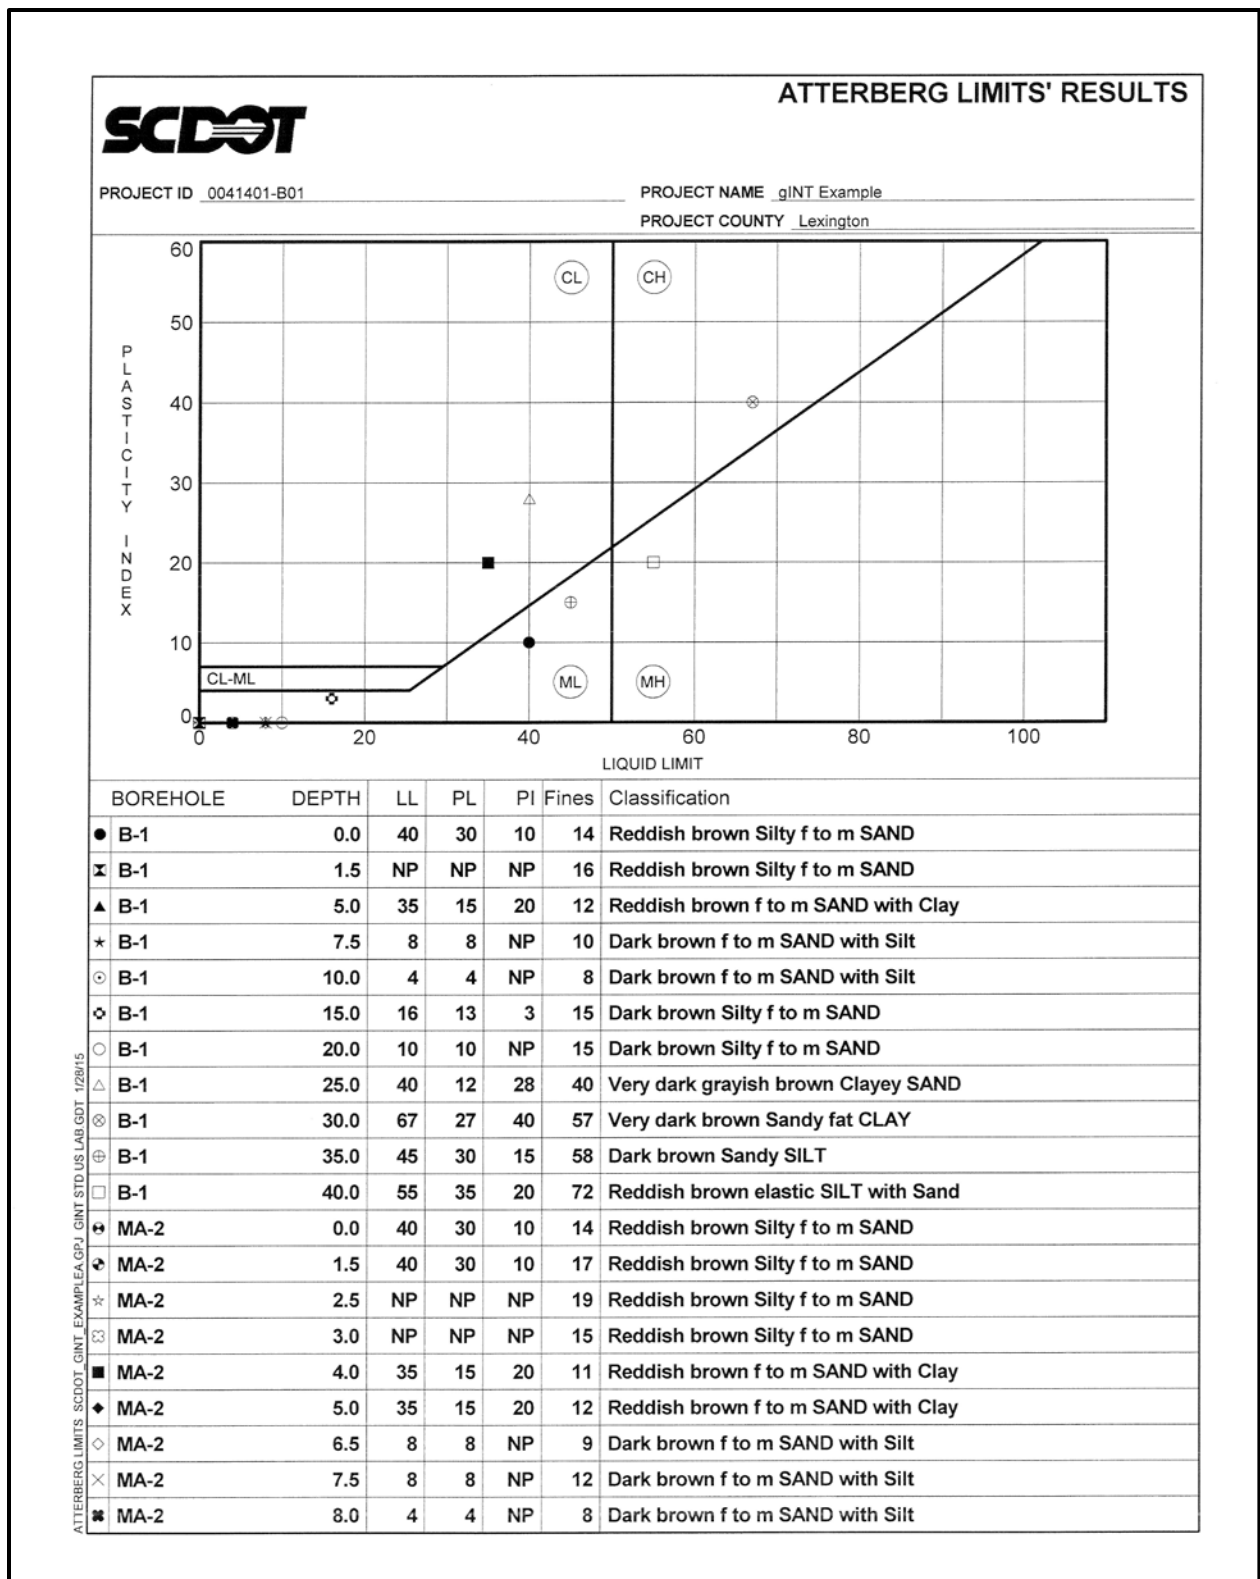 ATTERBERG LIMITS' RESULTS
SCDOT
PROJECT ID 0041401-B01
PROJECT NAME gINT Example
PROJECT COUNTY Lexington
60
50
40
30
20
10
0
PLASTICITY INDEX
CL
CH
CL-ML
ML
MH
0 20 40 60 80 100
LIQUID LIMIT
BOREHOLE DEPTH LL PL PI Fines Classification
B-1 0.0 40 30 10 14 Reddish brown Silty f to m SAND
B-1 1.5 NP NP NP 16 Reddish brown Silty f to m SAND
B-1 5.0 35 15 20 12 Reddish brown f to m SAND with Clay
B-1 7.5 8 8 NP 10 Dark brown f to m SAND with Silt
B-1 10.0 4 4 NP 8 Dark brown f to m SAND with Silt
B-1 15.0 16 13 3 15 Dark brown Silty f to m SAND
B-1 20.0 10 10 NP 15 Dark brown Silty f to m SAND
B-1 25.0 40 12 28 40 Very dark grayish brown Clayey SAND
B-1 30.0 67 27 40 57 Very dark brown Sandy fat CLAY
B-1 35.0 45 30 15 58 Dark brown Sandy SILT
B-1 40.0 55 35 20 72 Reddish brown elastic SILT with Sand
MA-2 0.0 40 30 10 14 Reddish brown Silty f to m SAND
MA-2 1.5 40 30 10 17 Reddish brown Silty f to m SAND
MA-2 2.5 NP NP NP 19 Reddish brown Silty f to m SAND
MA-2 3.0 NP NP NP 15 Reddish brown Silty f to m SAND
MA-2 4.0 35 15 20 11 Reddish brown f to m SAND with Clay
MA-2 5.0 35 15 20 12 Reddish brown f to m SAND with Clay
MA-2 6.5 8 8 NP 9 Dark brown f to m SAND with Silt
MA-2 7.5 8 8 NP 12 Dark brown f to m SAND with Silt
MA-2 8.0 4 4 NP 8 Dark brown f to m SAND with Silt
ATTERBERG LIMITS SCDOT_GINT_EXAMPLEA.GPJ GINT STD US LAB.GDT 1/28/15